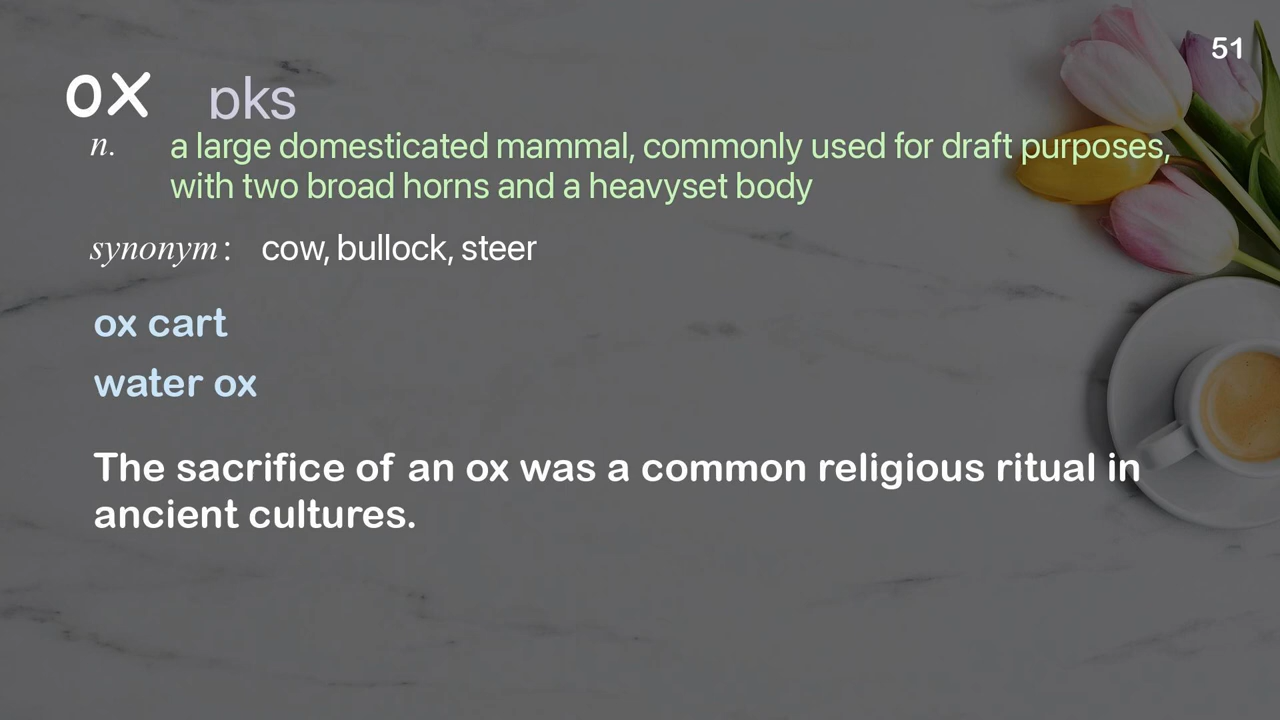 51
ox ɒks
n. a large domesticated mammal, commonly used for draft purposes,
with two broad horns and a heavyset body
synonym: cow, bullock, steer
ox cart
water ox
The sacrifice of an ox was a common religious ritual in
ancient cultures.